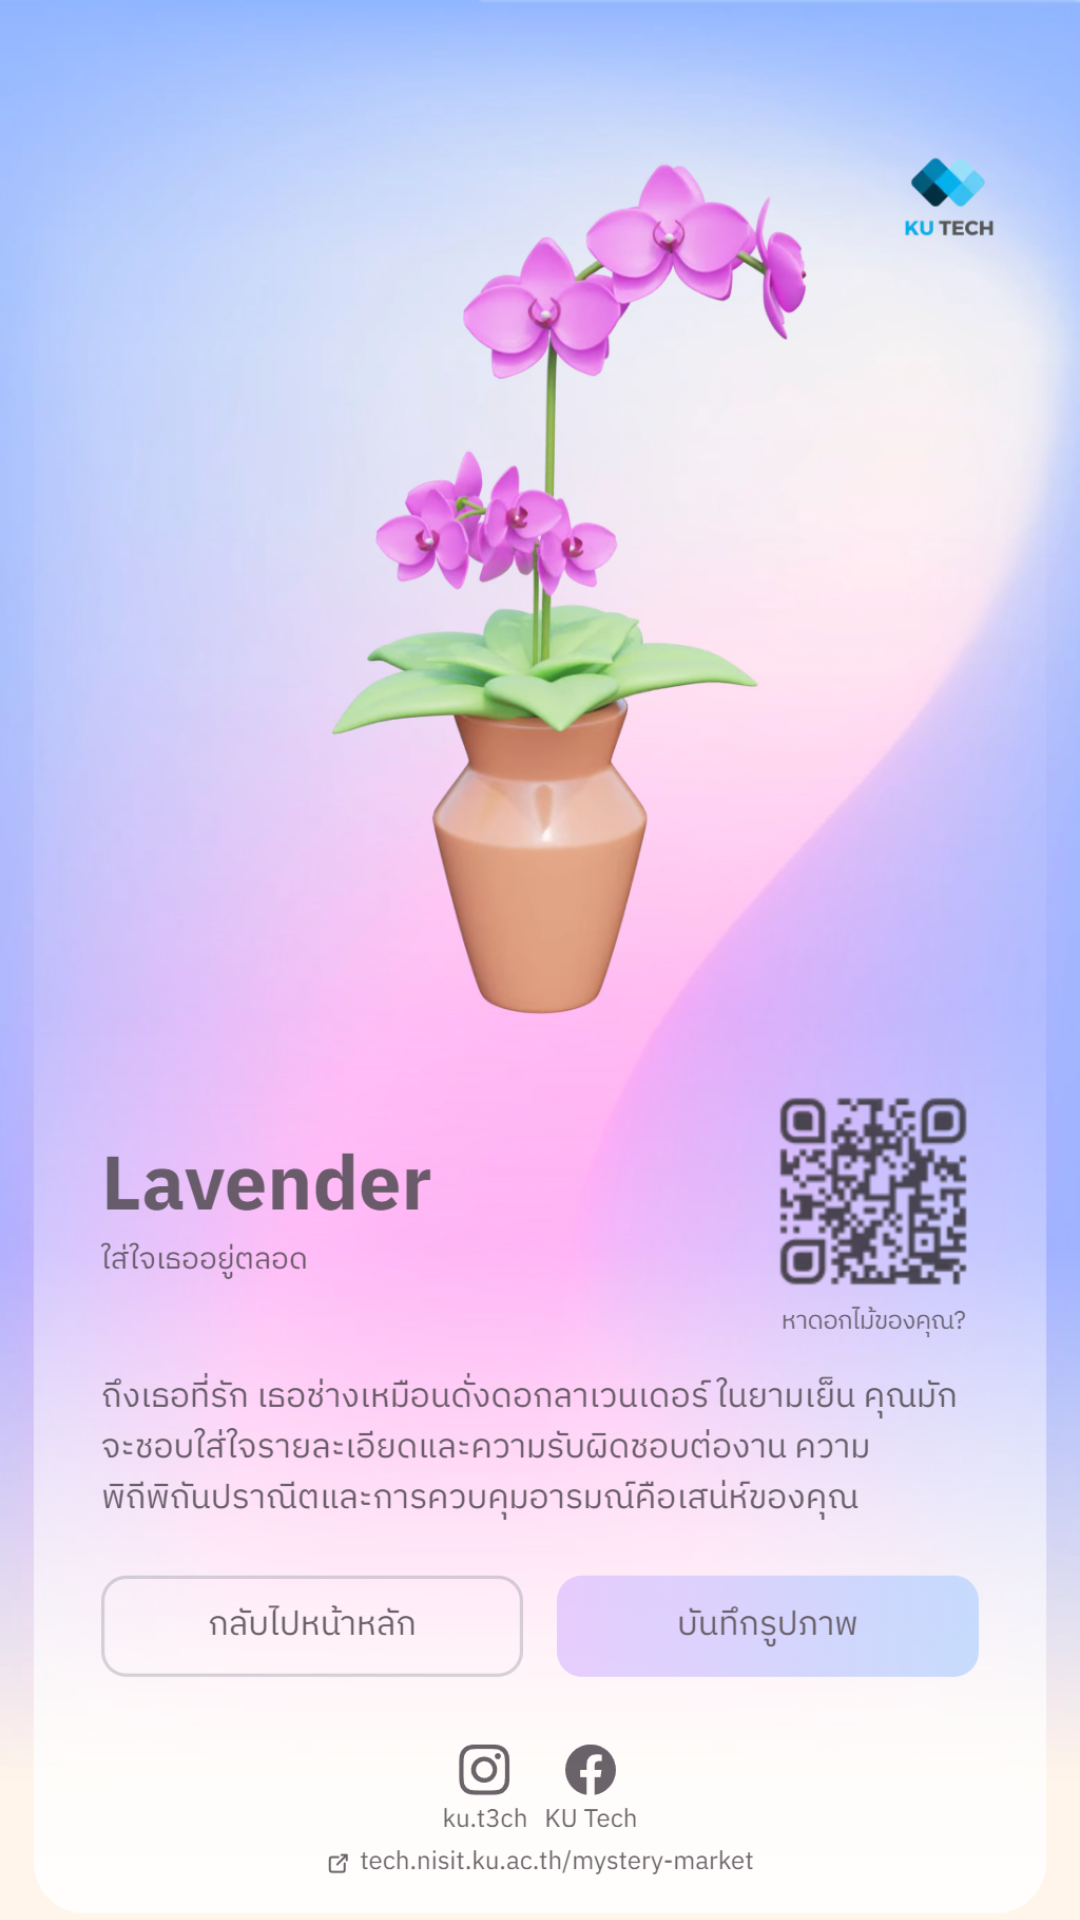 KU TECH
Lavender
ใส่ใจเธออยู่ตลอด
หาดอกไม้ของคุณ?
ถึงเธอที่รัก เธอช่างเหมือนดั่งดอกลาเวนเดอร์ ในยามเย็น คุณมัก
จะชอบใส่ใจรายละเอียดและความรับผิดชอบต่องาน ความ
พิถีพิถันปราณีตและการควบคุมอารมณ์คือเสน่ห์ของคุณ
กลับไปหน้าหลัก
บันทึกรูปภาพ
ku.t3ch KU Tech
tech.nisit.ku.ac.th/mystery-market